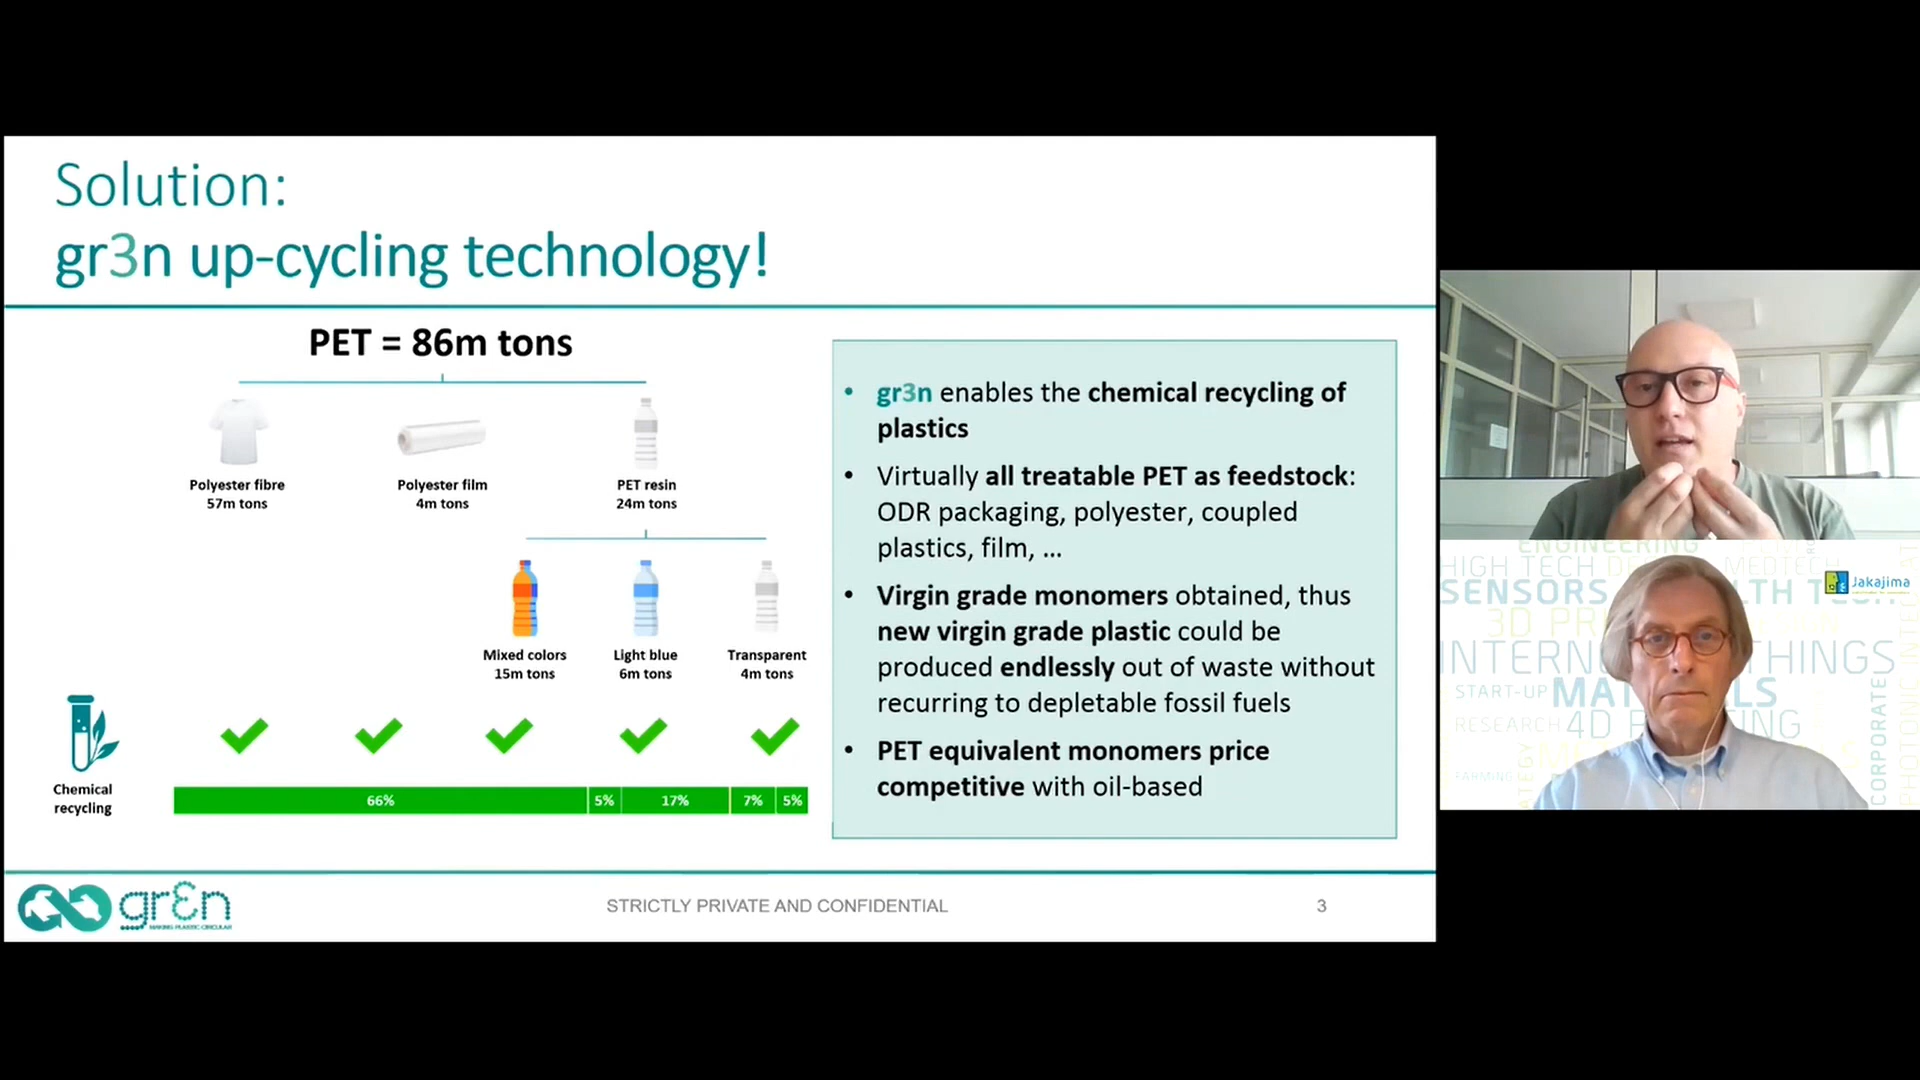 Solution:
gr3n up-cycling technology!
PET = 86m tons
Polyester fibre
57m tons
Polyester film
4m tons
PET resin
24m tons
Mixed colors
15m tons
Light blue
6m tons
Transparent
4m tons
Chemical
recycling
66%
5%
17%
7%
5%
• gr3n enables the chemical recycling of
plastics
• Virtually all treatable PET as feedstock:
ODR packaging, polyester, coupled
plastics, film, ...
• Virgin grade monomers obtained, thus
new virgin grade plastic could be
produced endlessly out of waste without
recurring to depletable fossil fuels
• PET equivalent monomers price
competitive with oil-based
gr3n
MAKING PLASTIC CIRCULAR
STRICTLY PRIVATE AND CONFIDENTIAL
3
ENGINEERING
HIGH TECH
MEDTECH
Jakajima
SENSORS
3D PR
INTERN
THINGS
START-UP
RESEARCH
4D
FARMING
CORPORATE